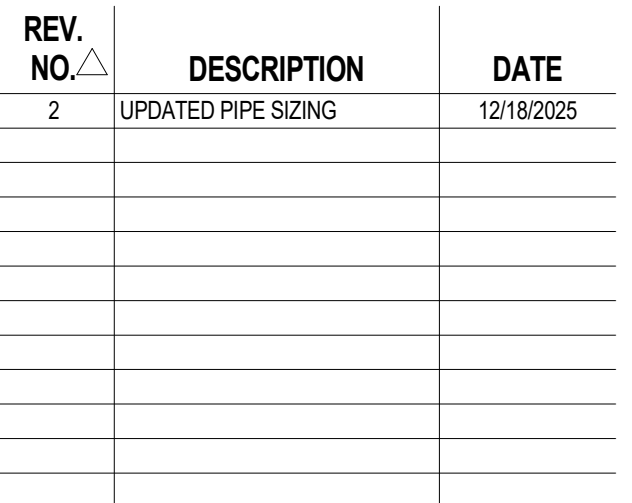 REV.
NO. DESCRIPTION DATE
2 UPDATED PIPE SIZING 12/18/2025